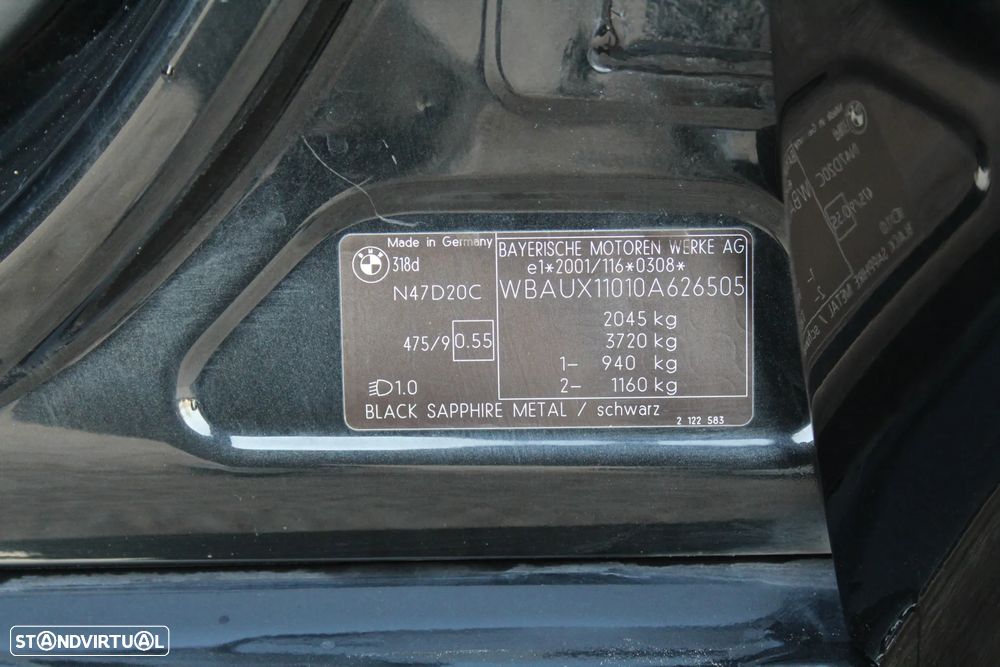 Made in Germany
BMW
318d
N47D20C
475/9 0.55
1.0
BAYERISCHE MOTOREN WERKE AG
e1*2001/116*0308*
WBAUX11010A626505
2045 kg
3720 kg
1– 940 kg
2– 1160 kg
BLACK SAPPHIRE METAL / schwarz
2 122 583
STANDVIRTUAL